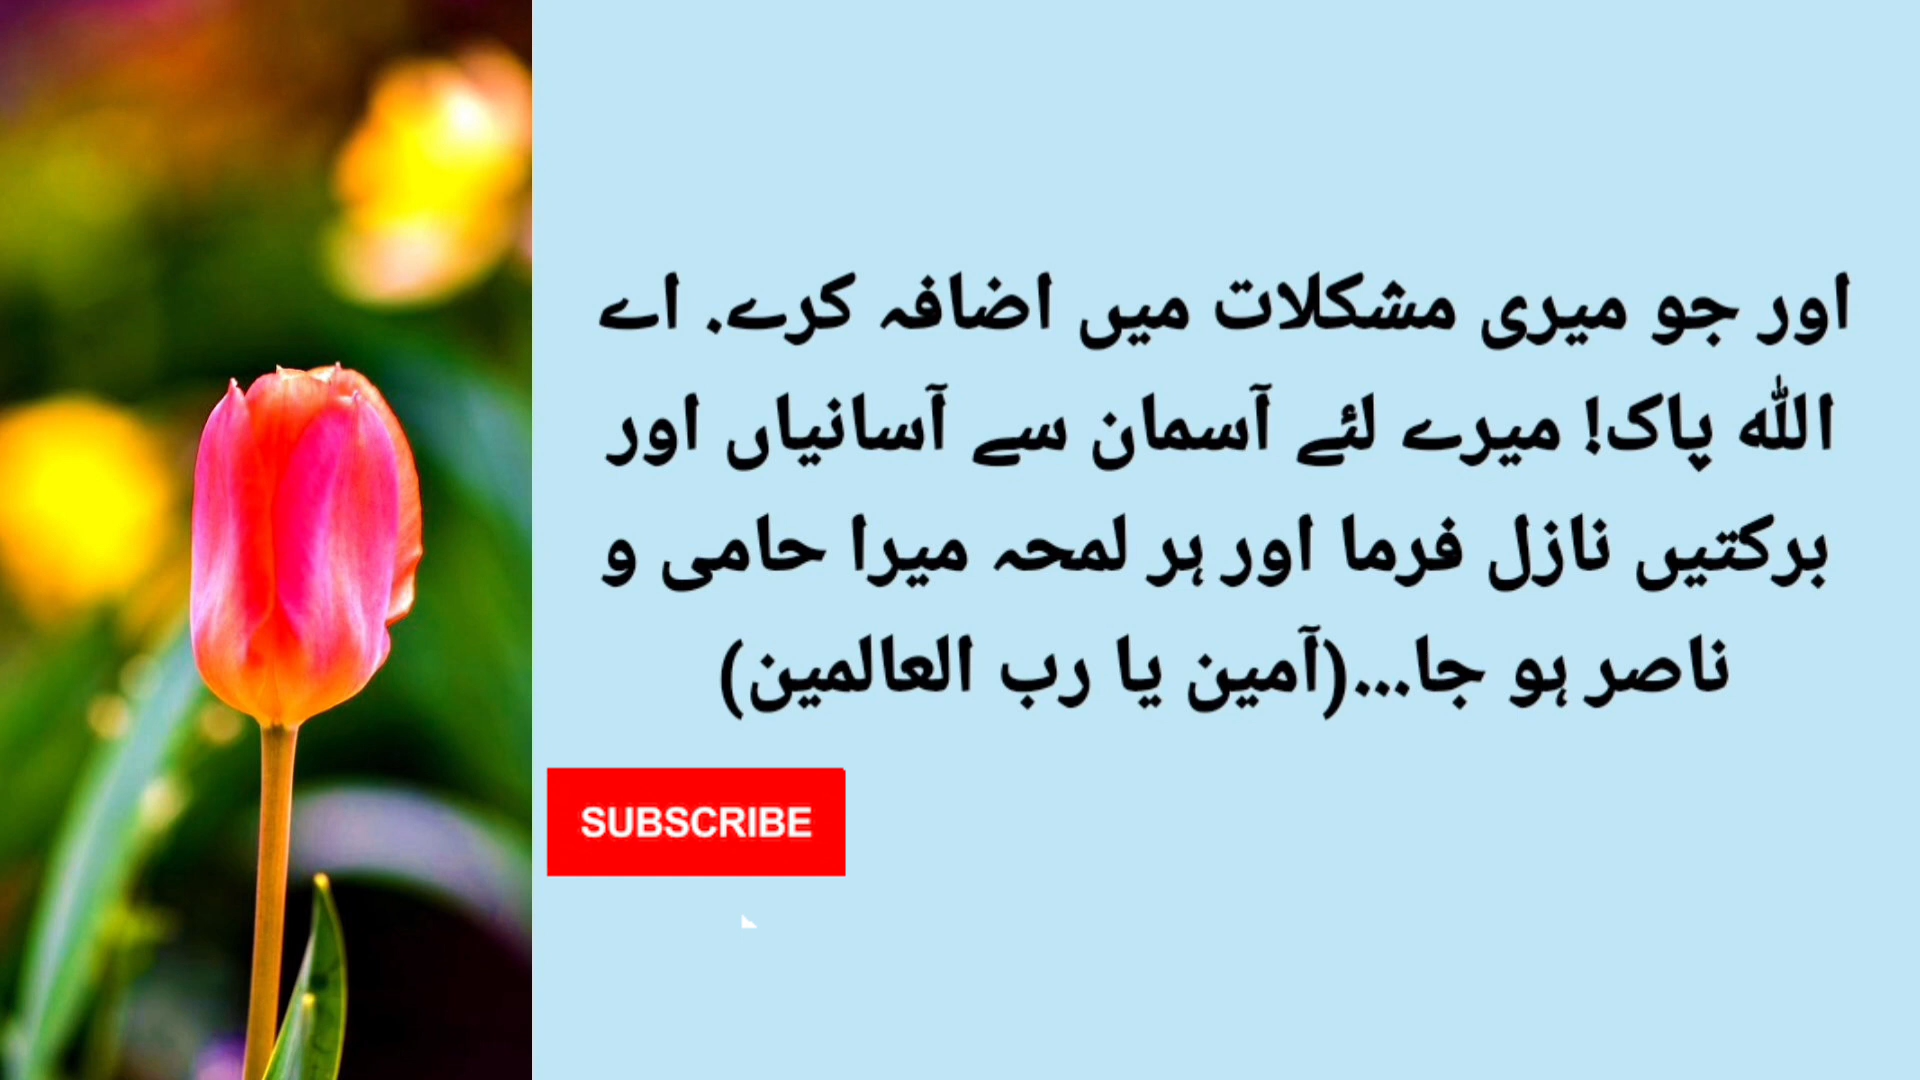 اور جو میری مشکلات میں اضافہ کرے. اے
اللہ پاک! میرے لئے آسمان سے آسانیاں اور
برکتیں نازل فرما اور ہر لمحہ میرا حامی و
ناصر ہو جا...(آمین یا رب العالمین)
SUBSCRIBE